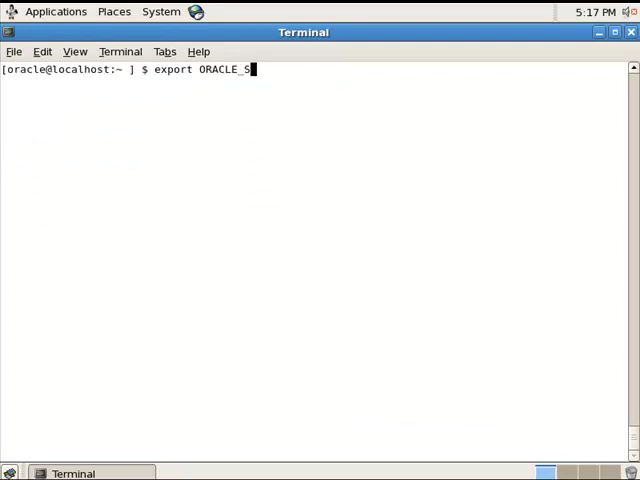 Applications Places System 5:17 PM
Terminal
File Edit View Terminal Tabs Help
[oracle@localhost:~ ] $ export ORACLE_S
Terminal